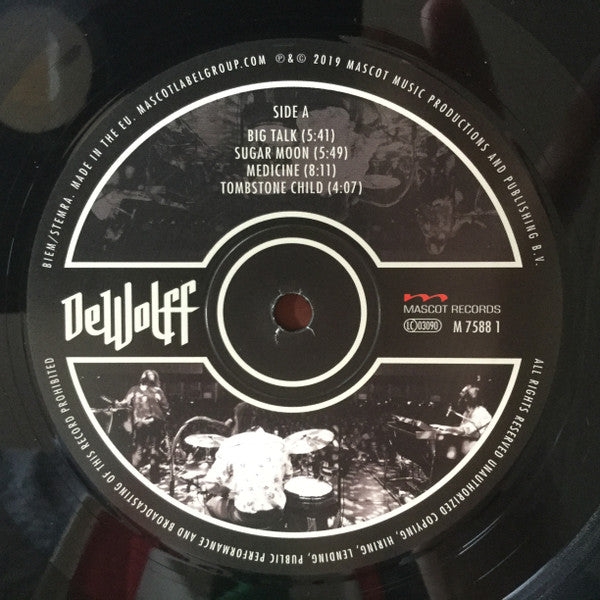 BIEM/STEMRA. MADE IN THE EU. MASCOTLABELGROUP.COM ℗&© 2019 MASCOT MUSIC PRODUCTIONS AND PUBLISHING B.V.
SIDE A
BIG TALK (5:41)
SUGAR MOON (5:49)
MEDICINE (8:11)
TOMBSTONE CHILD (4:07)
DeWolff
m
MASCOT RECORDS
LC 03090 M 7588 1
ALL RIGHTS RESERVED UNAUTHORIZED COPYING, HIRING, LENDING, PUBLIC PERFORMANCE AND BROADCASTING OF THIS RECORD PROHIBITED